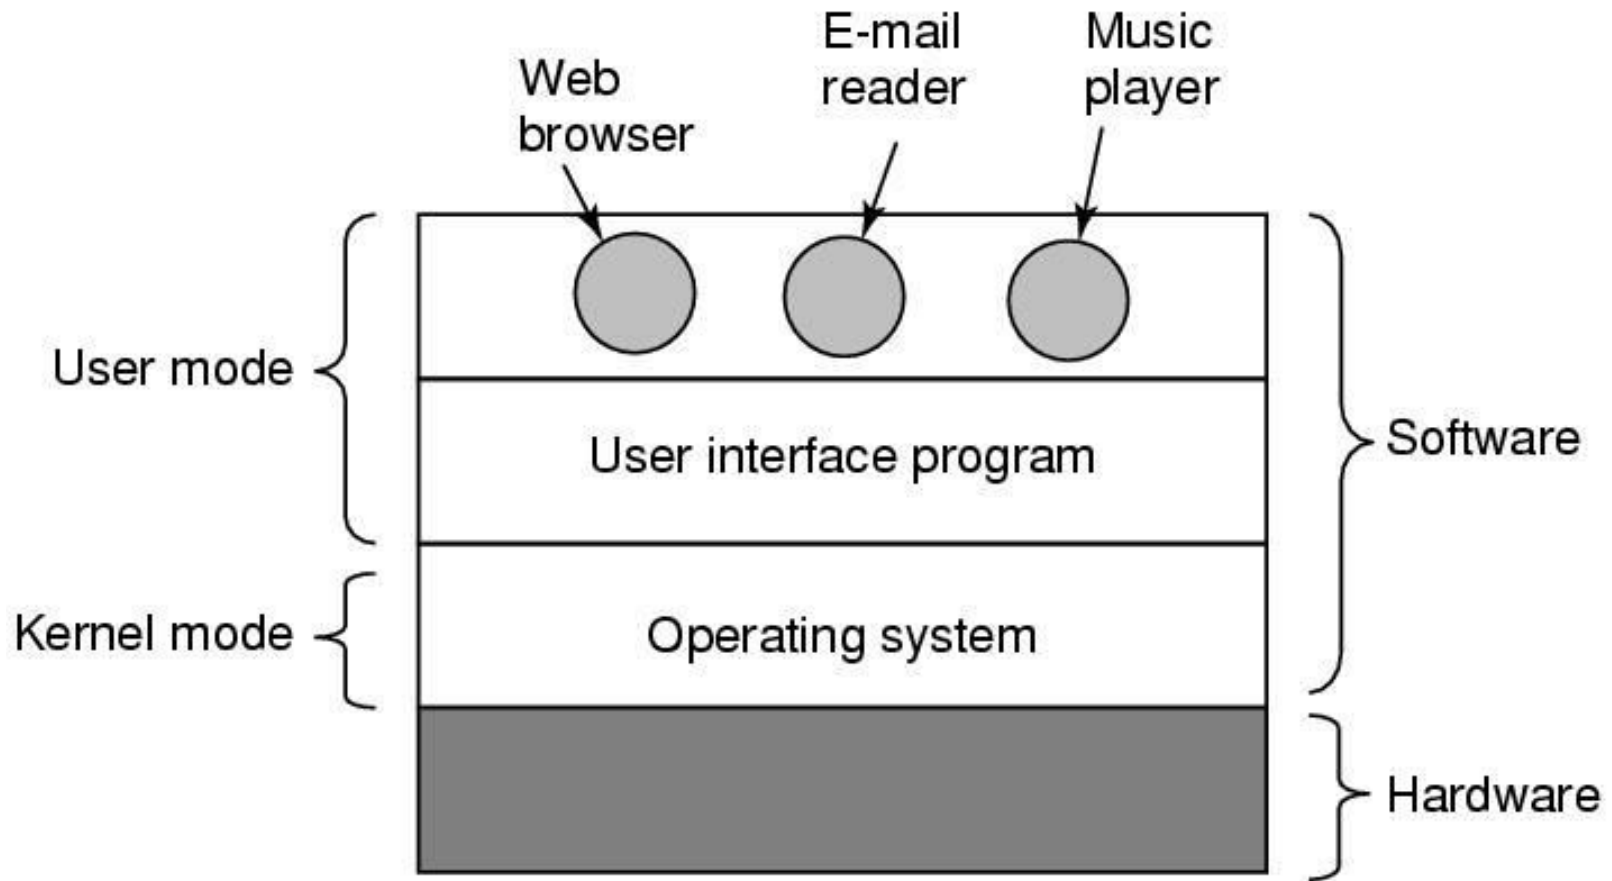 Web
browser
E-mail
reader
Music
player
User mode
User interface program
Software
Kernel mode
Operating system
Hardware